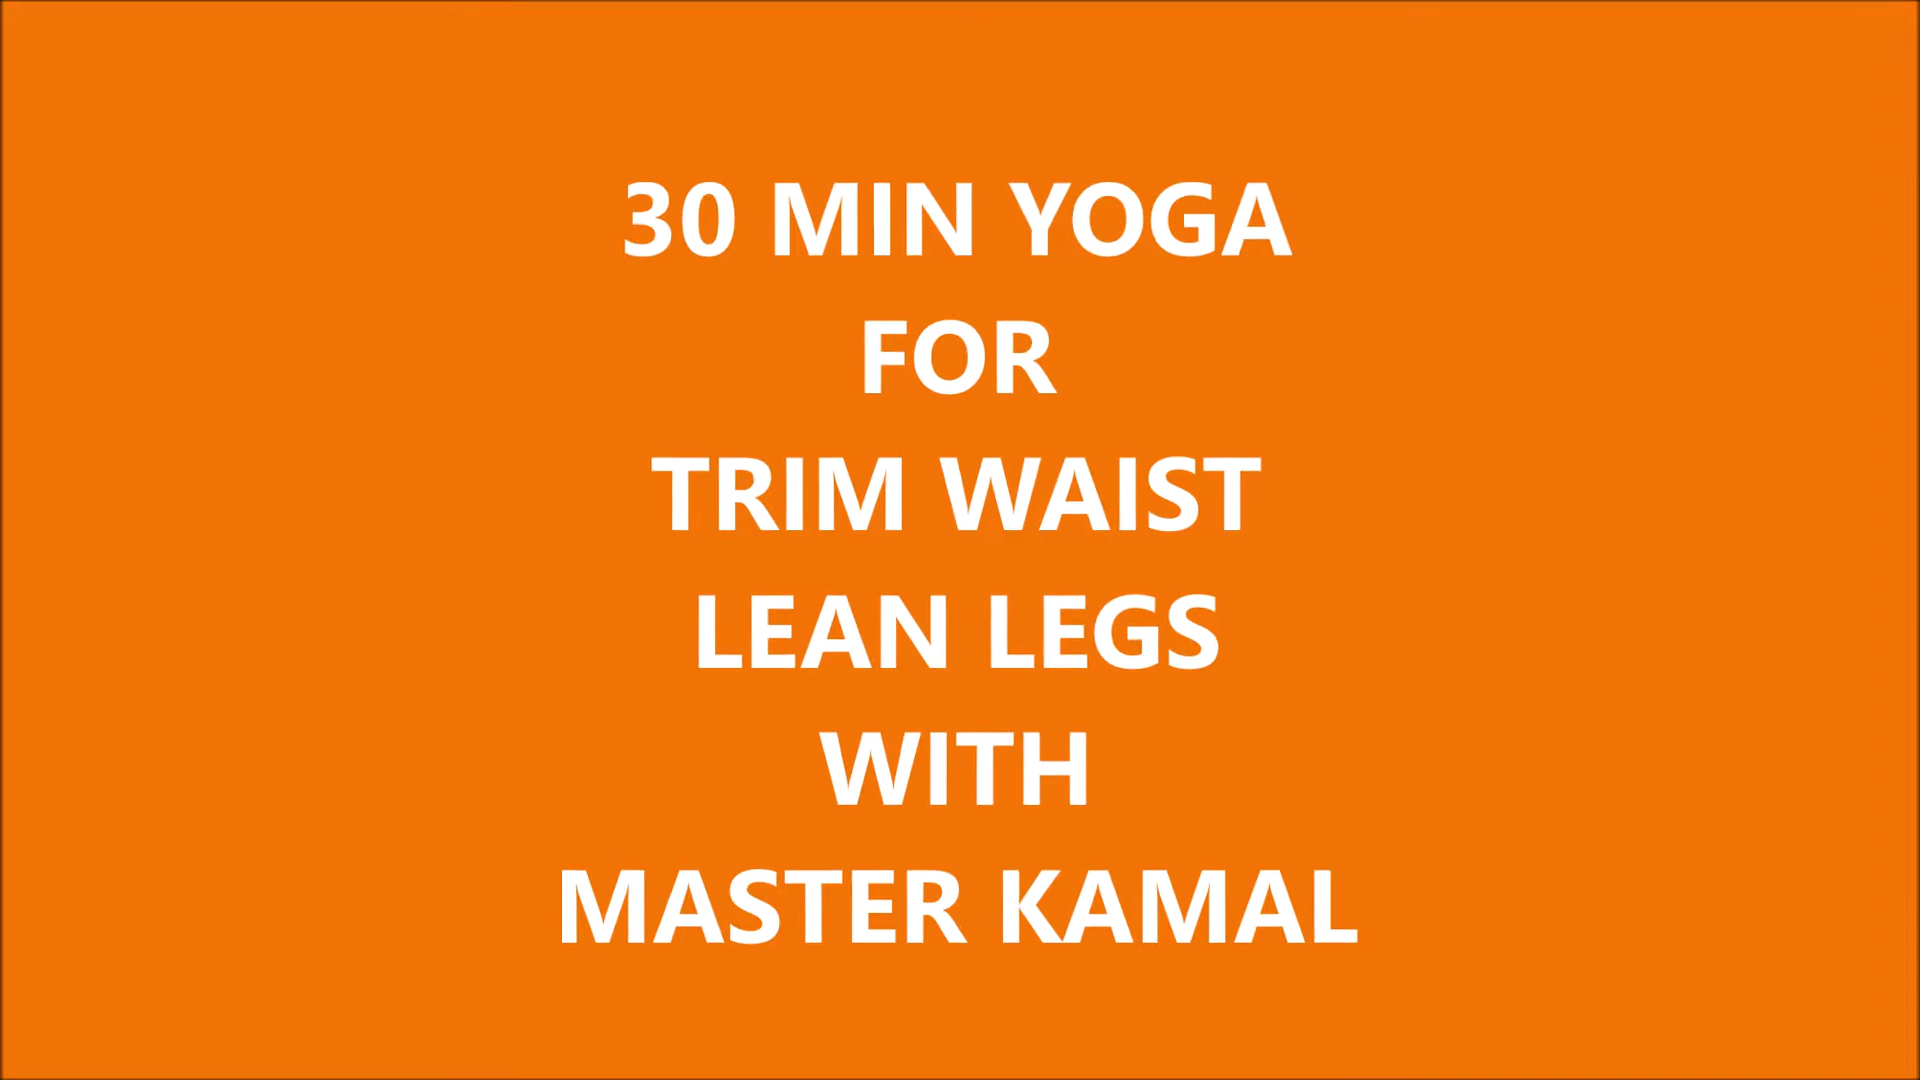 30 MIN YOGA
FOR
TRIM WAIST
LEAN LEGS
WITH
MASTER KAMAL